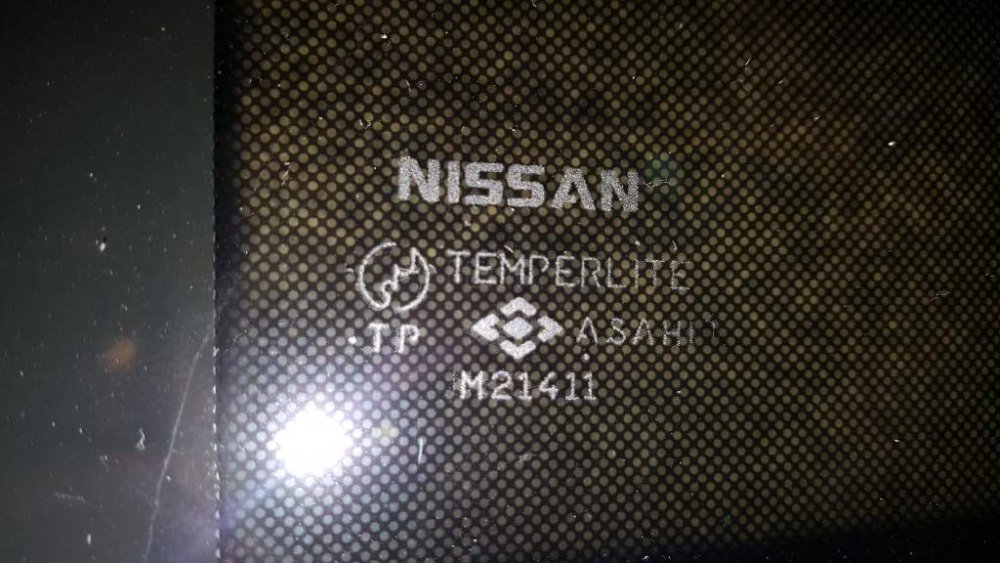 NISSAN
TEMPERLITE
TP ASAHI
M21411